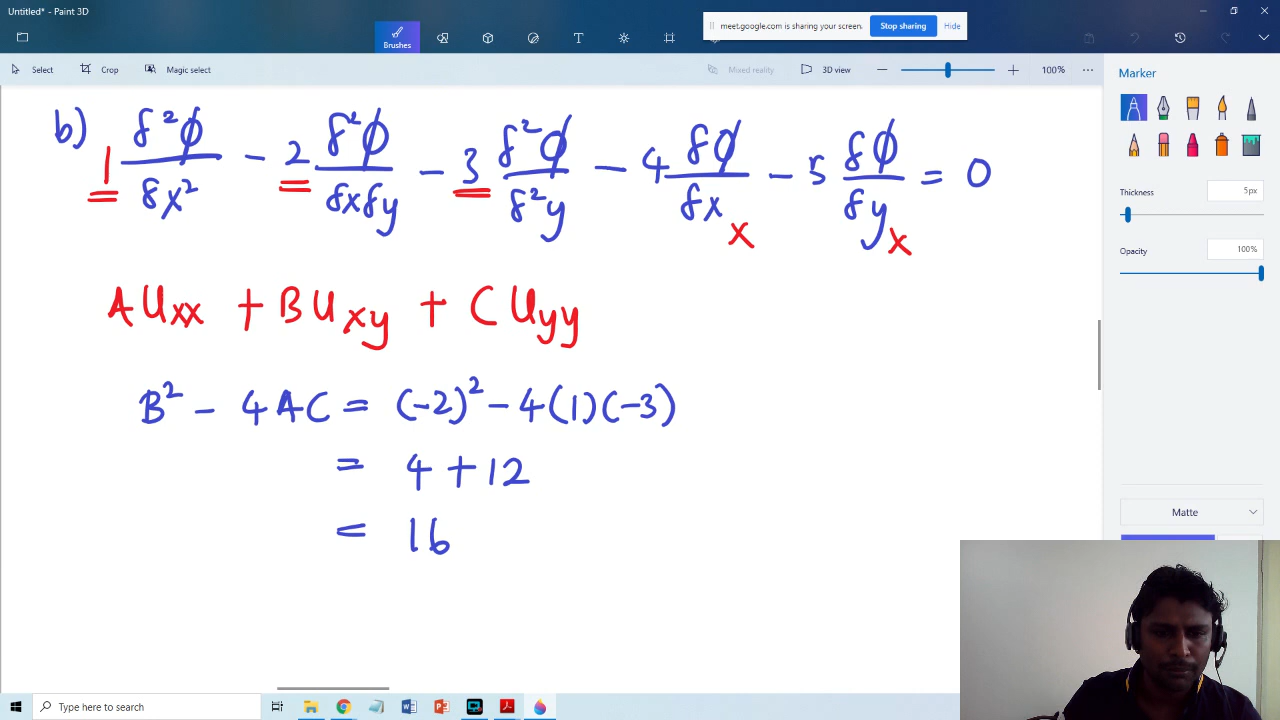 Untitled* - Paint 3D
meet.google.com is sharing your screen. Stop sharing Hide
Brushes
Select Crop Magic select Mixed reality 3D view 100%
Marker
Thickness 5px
Opacity 100%
Matte
b) 1 δ²φ/δx² - 2 δ²φ/δxδy - 3 δ²φ/δ²y - 4 δφ/δx x - 5 δφ/δy x = 0
A Uxx + B Uxy + C Uyy
B² - 4AC = (-2)² - 4(1)(-3)
= 4 + 12
= 16
Type here to search